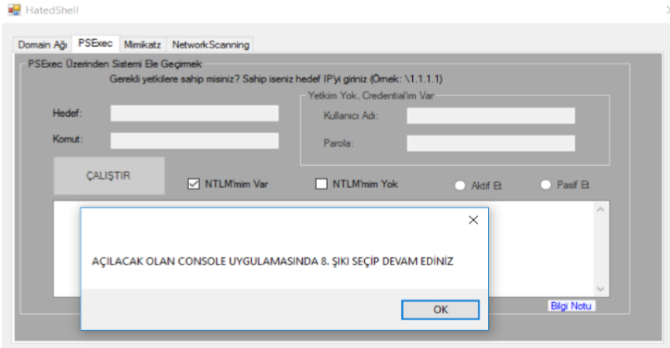 HatedShell
Domain Ağı PSExec Mimikatz NetworkScanning
PSExec Üzerinden Sistemi Ele Geçirmek
Gerekli yetkilere sahip misiniz? Sahip iseniz hedef IP'yi giriniz (Örnek: \1.1.1.1)
Yetkim Yok, Credential'im Var
Hedef:
Kullanıcı Adı:
Komut:
Parola:
ÇALIŞTIR
NTLM'mim Var
NTLM'mim Yok
Aktif Et
Pasif Et
AÇILACAK OLAN CONSOLE UYGULAMASINDA 8. ŞIKI SEÇİP DEVAM EDİNİZ
OK
Bilgi Notu